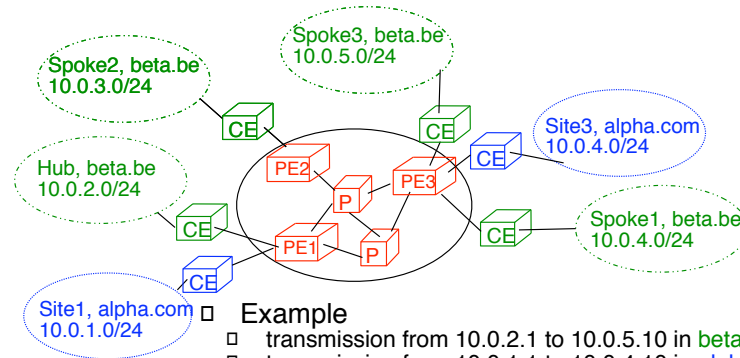 Spoke3, beta.be
10.0.5.0/24
Spoke2, beta.be
10.0.3.0/24
CE
CE
Site3, alpha.com
10.0.4.0/24
CE
Hub, beta.be
10.0.2.0/24
PE2
PE3
P
CE
PE1
P
CE
Spoke1, beta.be
10.0.4.0/24
CE
Site1, alpha.com
10.0.1.0/24
Example
transmission from 10.0.2.1 to 10.0.5.10 in beta